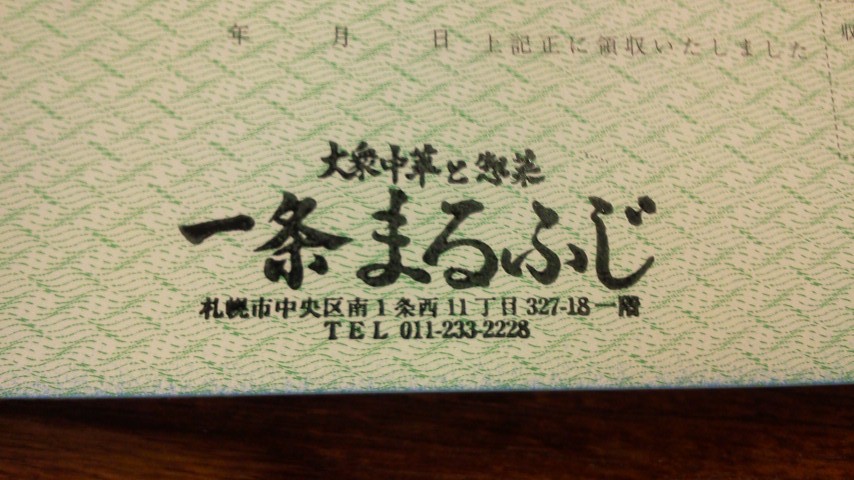 年 月 日 上記正に領収いたしました
収
大衆中華と惣菜
一条まるふじ
札幌市中央区南1条西11丁目327-18一階
TEL 011-233-2228